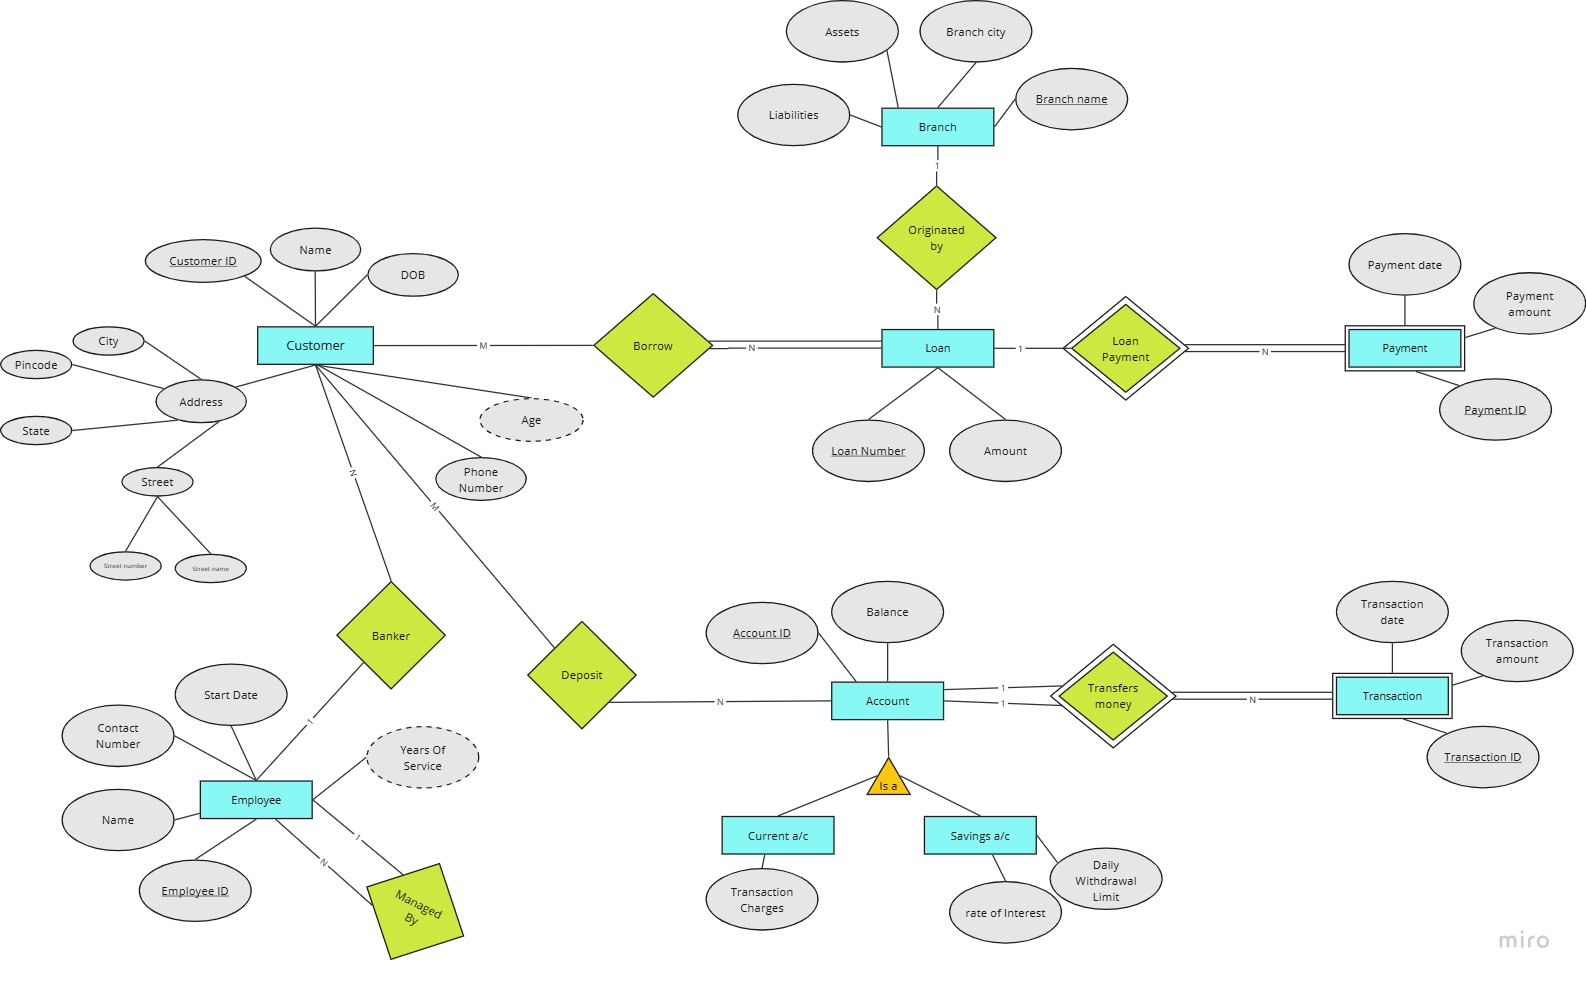 Assets
Branch city
Branch name
Liabilities
Branch
1
Originated
by
N
Customer ID
Name
DOB
Payment date
Payment
amount
City
Pincode
Customer
M
Borrow
N
Loan
1
Loan
Payment
N
Payment
Address
State
Age
Payment ID
Street
Phone
Number
Loan Number
Amount
N
M
Street number
Street name
Banker
Deposit
Account ID
Balance
Transaction
date
Transaction
amount
N
Account
1
1
Transfers
money
N
Transaction
Transaction ID
Start Date
Contact
Number
1
Years Of
Service
Employee
Name
Employee ID
1
N
Managed
By
Is a
Current a/c
Savings a/c
Transaction
Charges
rate of Interest
Daily
Withdrawal
Limit
miro